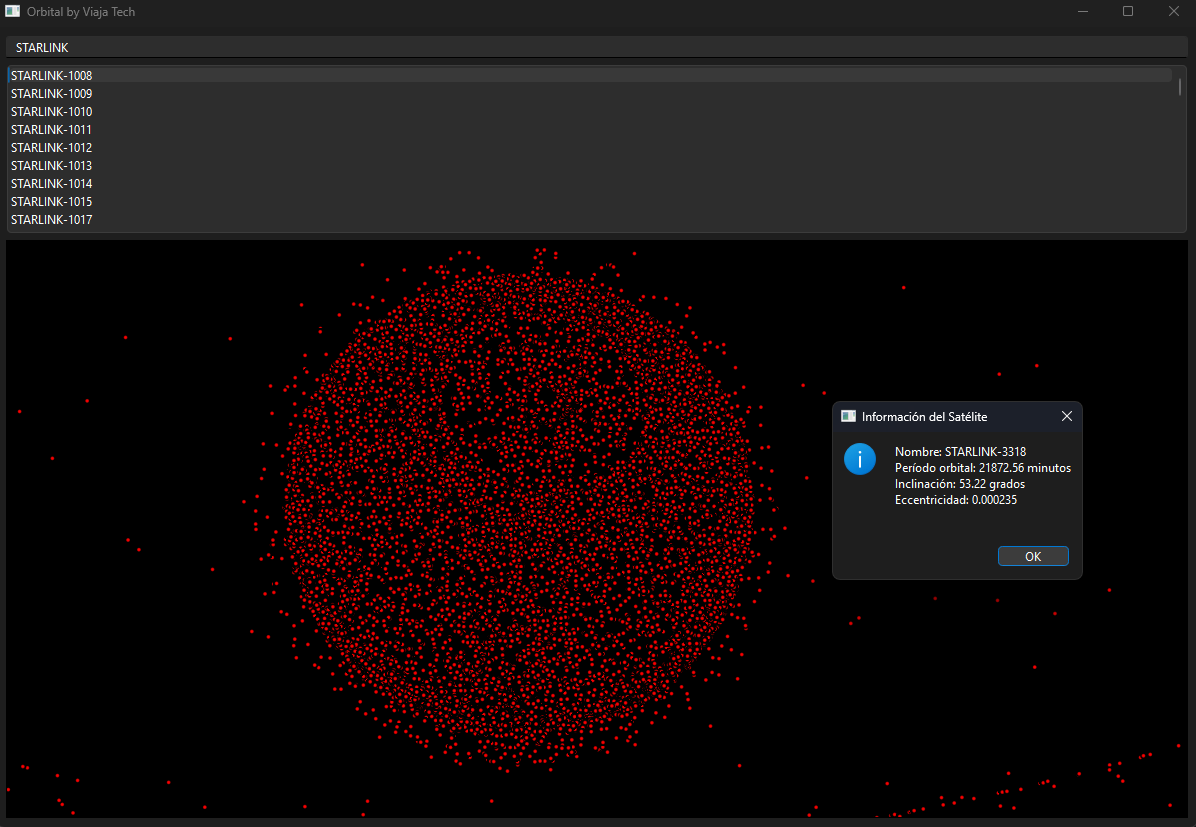 Orbital by Viaja Tech
STARLINK
STARLINK-1008
STARLINK-1009
STARLINK-1010
STARLINK-1011
STARLINK-1012
STARLINK-1013
STARLINK-1014
STARLINK-1015
STARLINK-1017
Información del Satélite
Nombre: STARLINK-3318
Período orbital: 21872.56 minutos
Inclinación: 53.22 grados
Eccentricidad: 0.000235
OK